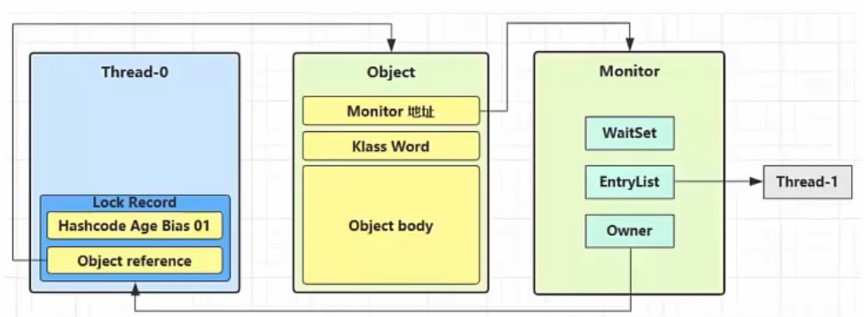 Thread-0
Lock Record
Hashcode Age Bias 01
Object reference
Object
Monitor 地址
Klass Word
Object body
Monitor
WaitSet
EntryList
Owner
Thread-1